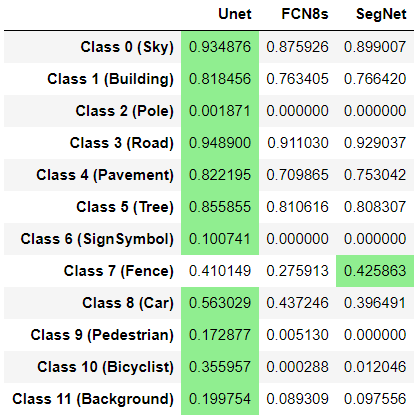 Unet FCN8s SegNet
Class 0 (Sky) 0.934876 0.875926 0.899007
Class 1 (Building) 0.818456 0.763405 0.766420
Class 2 (Pole) 0.001871 0.000000 0.000000
Class 3 (Road) 0.948900 0.911030 0.929037
Class 4 (Pavement) 0.822195 0.709865 0.753042
Class 5 (Tree) 0.855855 0.810616 0.808307
Class 6 (SignSymbol) 0.100741 0.000000 0.000000
Class 7 (Fence) 0.410149 0.275913 0.425863
Class 8 (Car) 0.563029 0.437246 0.396491
Class 9 (Pedestrian) 0.172877 0.005130 0.000000
Class 10 (Bicyclist) 0.355957 0.000288 0.012046
Class 11 (Background) 0.199754 0.089309 0.097556